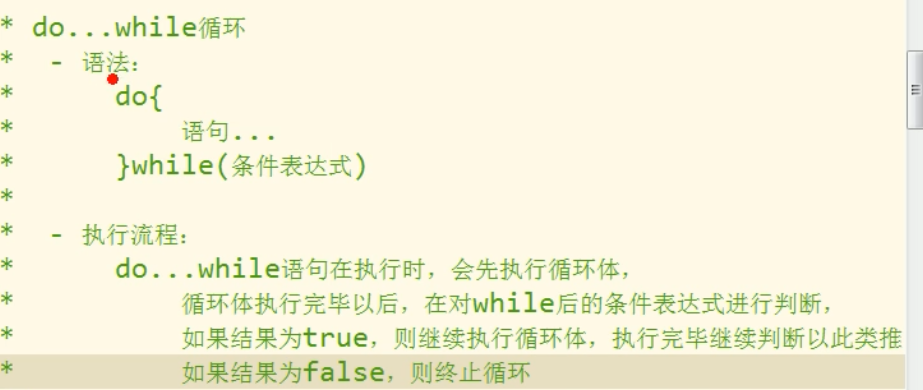 * do...while循环
*  - 语法:
*      do{
*          语句...
*      }while(条件表达式)
*
*  - 执行流程:
*      do...while语句在执行时，会先执行循环体，
*          循环体执行完毕以后，在对while后的条件表达式进行判断，
*          如果结果为true，则继续执行循环体，执行完毕继续判断以此类推
*          如果结果为false，则终止循环